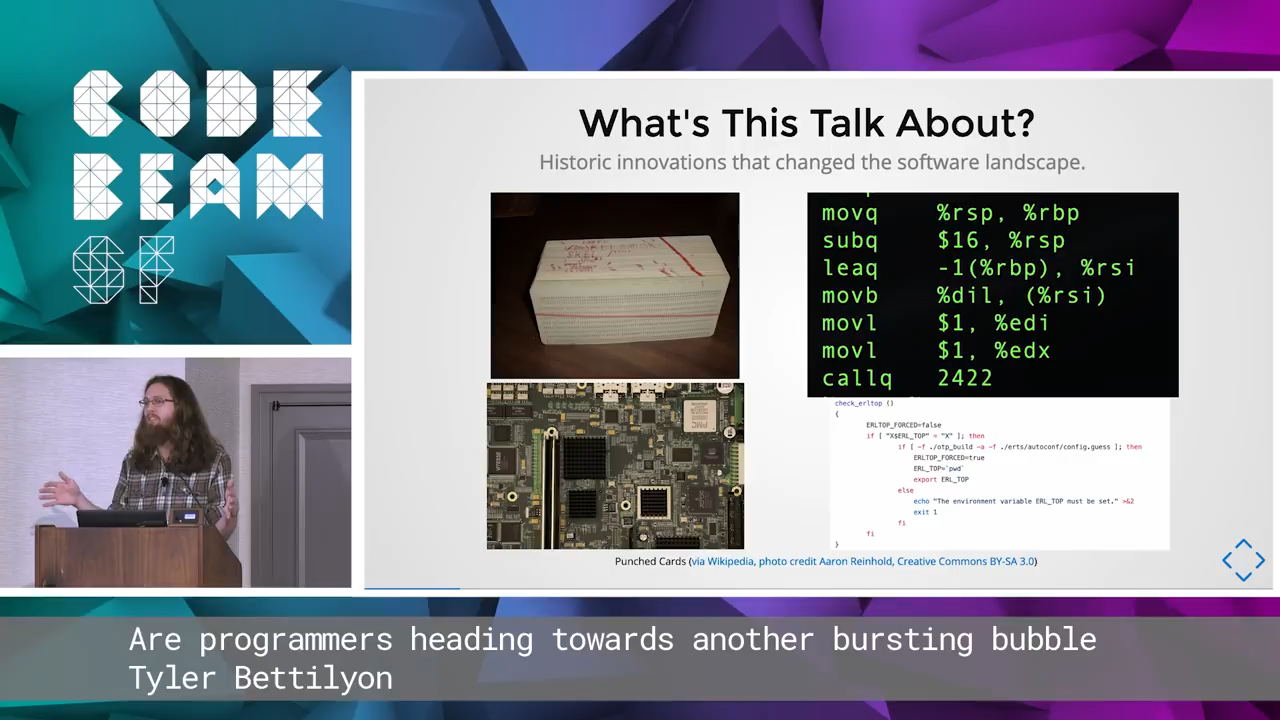 CODE
BEAM
SF
What's This Talk About?
Historic innovations that changed the software landscape.
movq %rsp, %rbp
subq $16, %rsp
leaq -1(%rbp), %rsi
movb %dil, (%rsi)
movl $1, %edi
movl $1, %edx
callq 2422
check_erltop ()
{
ERLTOP_FORCED=false
if [ "X$ERL_TOP" = "X" ]; then
if [ -f ./otp_build -a -f ./erts/autoconf/config.guess ]; then
ERLTOP_FORCED=true
ERL_TOP=`pwd`
export ERL_TOP
else
echo "The environment variable ERL_TOP must be set." >&2
exit 1
fi
fi
}
Punched Cards (via Wikipedia, photo credit Aaron Reinhold, Creative Commons BY-SA 3.0)
Are programmers heading towards another bursting bubble
Tyler Bettilyon